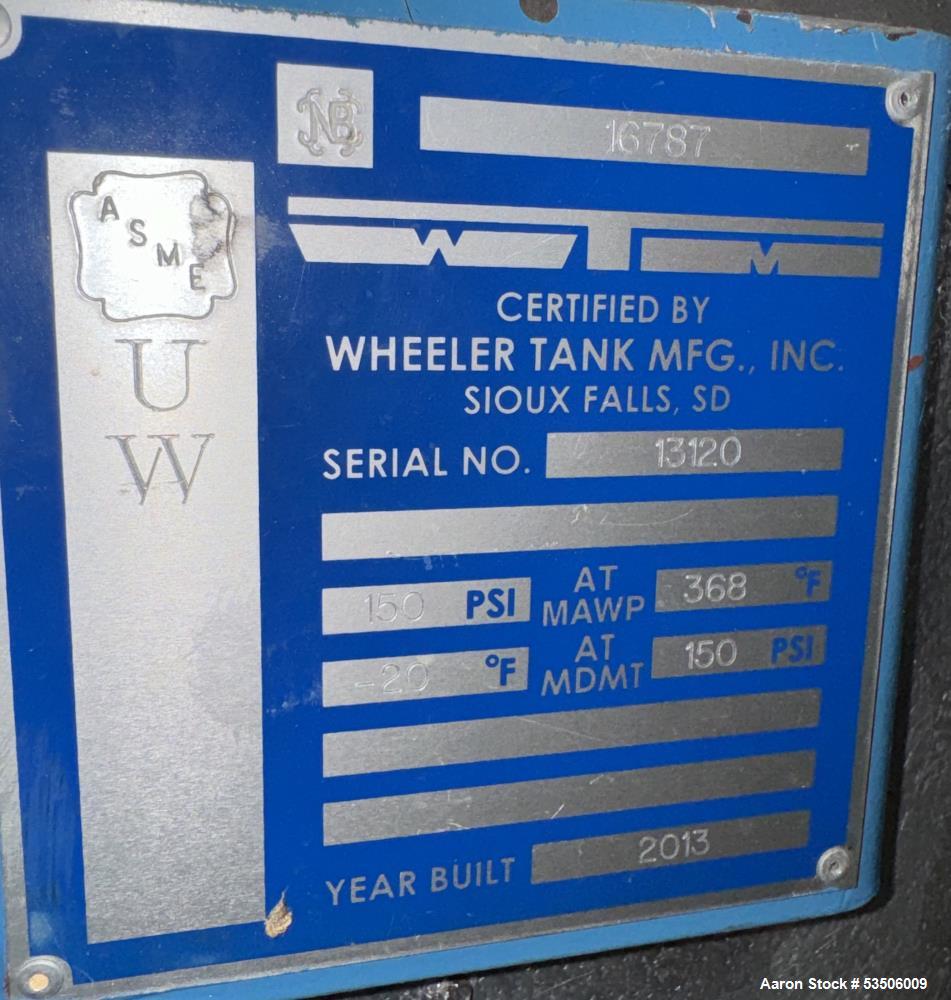 NB
16787
ASME
WTM
CERTIFIED BY
WHEELER TANK MFG., INC.
SIOUX FALLS, SD
U
W
SERIAL NO. 13120
150 PSI AT MAWP 368 °F
-20 °F AT MDMT 150 PSI
YEAR BUILT 2013
Aaron Stock # 53506009